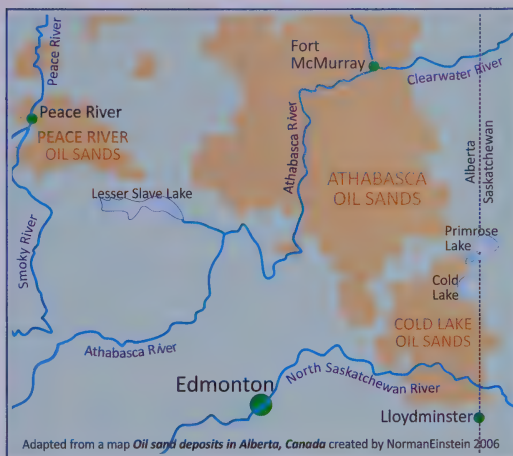 Peace River
Fort
McMurray
Clearwater River
Peace River
PEACE RIVER
OIL SANDS
Athabasca River
Alberta
Saskatchewan
Lesser Slave Lake
ATHABASCA
OIL SANDS
Smoky River
Primrose
Lake
Cold
Lake
Athabasca River
COLD LAKE
OIL SANDS
Edmonton
North Saskatchewan River
Lloydminster
Adapted from a map Oil sand deposits in Alberta, Canada created by NormanEinstein 2006